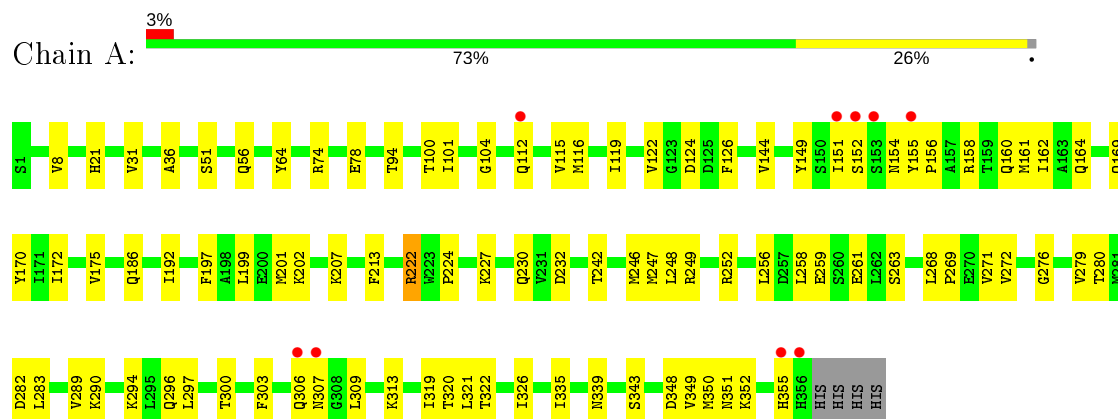 3%
Chain A:
73% 26% •
S1 V8 H21 V31 A36 S51 Q56 Y64 R74 E78 T94 T100 I101 G104 Q112 V115 M116 I119 V122 G123 D124 D125 F126 V144 Y149 S150 I151 S152 S153 N154 Y155 P156 A157 R158 T159 Q160 M161 I162 A163 Q164 Q169
Y170 I171 I172 V175 Q186 I192 F197 A198 L199 E200 M201 K202 K207 F213 R222 W223 P224 K227 Q230 V231 D232 T242 M246 M247 L248 R249 R252 L256 D257 L258 E259 S260 E261 L262 S263 L268 P269 E270 V271 V272 G276 V279 T280 M281
D282 L283 V289 K290 K294 L295 Q296 L297 T300 F303 Q306 N307 G308 L309 K313 I319 T320 L321 T322 I326 I335 N339 S343 D348 V349 M350 N351 K352 H355 H356 HIS HIS HIS HIS